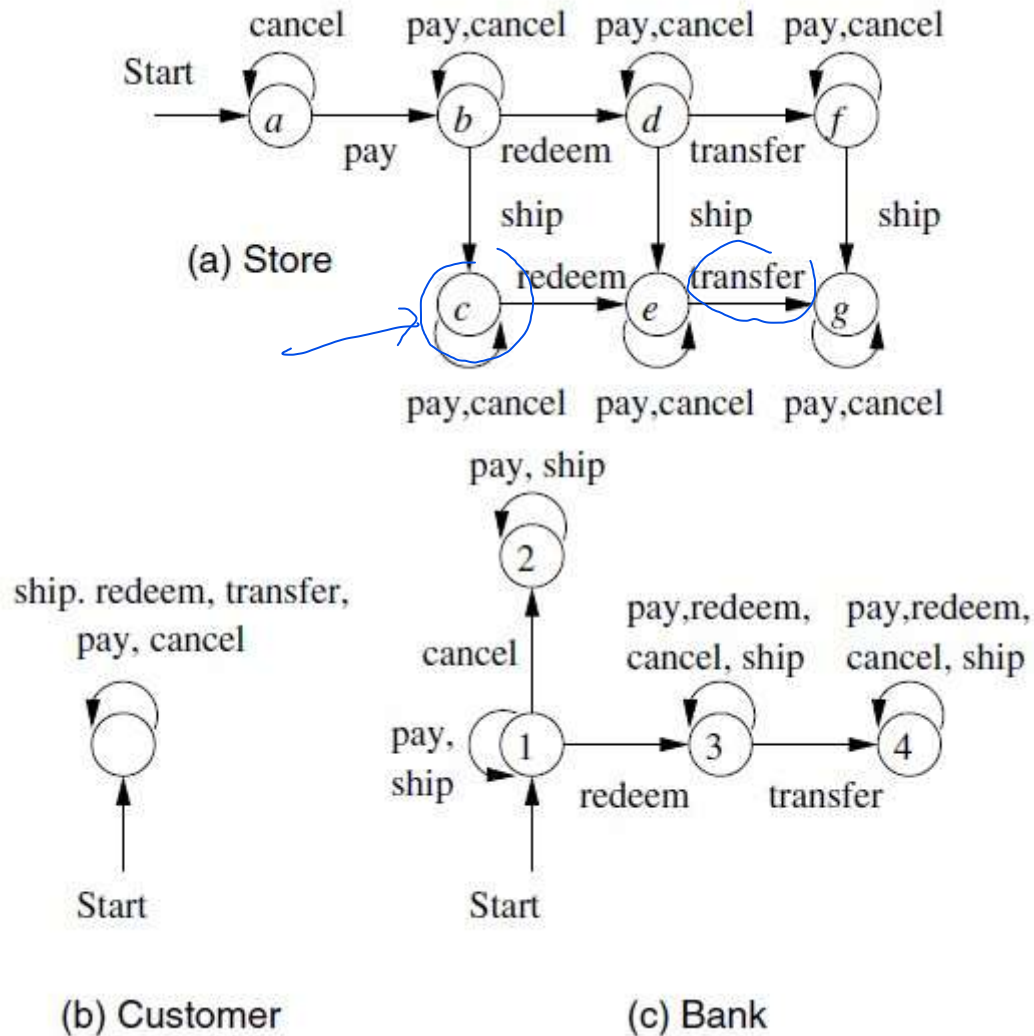 cancel pay,cancel pay,cancel pay,cancel
Start
a b d f
pay redeem transfer
ship ship ship
(a) Store
redeem transfer
c e g
pay,cancel pay,cancel pay,cancel
pay, ship
2
ship. redeem, transfer,
pay, cancel
cancel
pay,redeem,
cancel, ship
pay,redeem,
cancel, ship
pay,
ship
1 3 4
redeem transfer
Start Start
(b) Customer (c) Bank